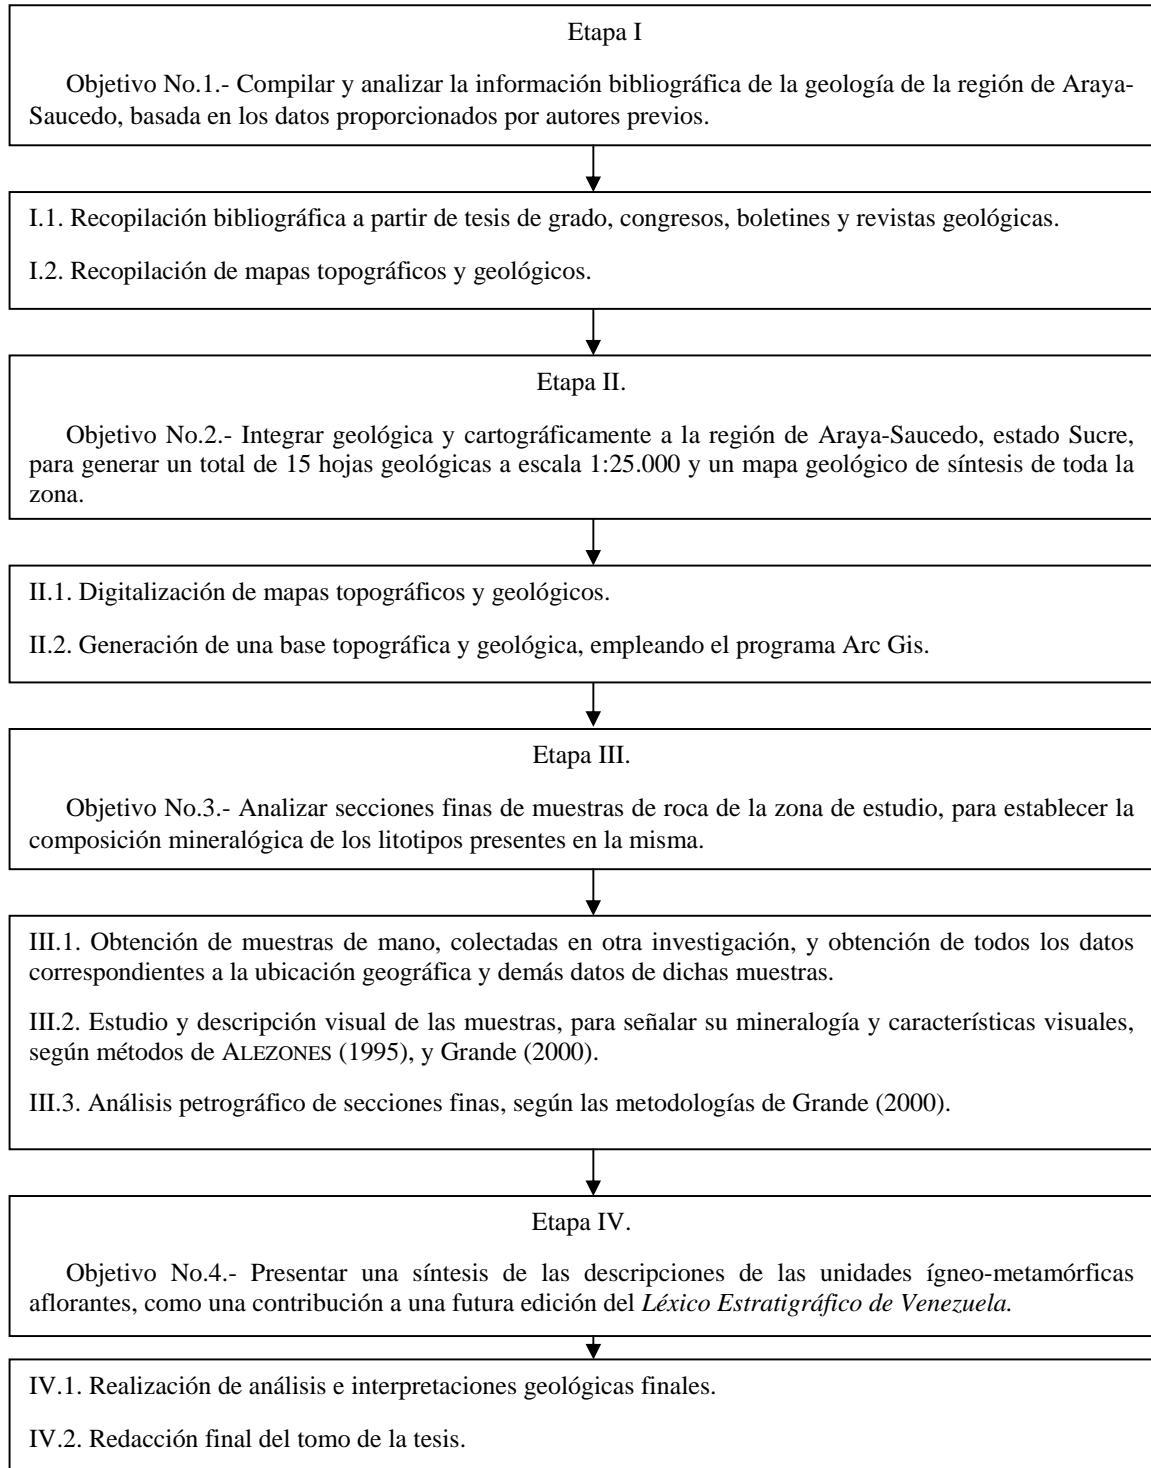 Etapa I
Objetivo No.1.- Compilar y analizar la información bibliográfica de la geología de la región de Araya-
Saucedo, basada en los datos proporcionados por autores previos.
I.1. Recopilación bibliográfica a partir de tesis de grado, congresos, boletines y revistas geológicas.
I.2. Recopilación de mapas topográficos y geológicos.
Etapa II.
Objetivo No.2.- Integrar geológica y cartográficamente a la región de Araya-Saucedo, estado Sucre,
para generar un total de 15 hojas geológicas a escala 1:25.000 y un mapa geológico de síntesis de toda la
zona.
II.1. Digitalización de mapas topográficos y geológicos.
II.2. Generación de una base topográfica y geológica, empleando el programa Arc Gis.
Etapa III.
Objetivo No.3.- Analizar secciones finas de muestras de roca de la zona de estudio, para establecer la
composición mineralógica de los litotipos presentes en la misma.
III.1. Obtención de muestras de mano, colectadas en otra investigación, y obtención de todos los datos
correspondientes a la ubicación geográfica y demás datos de dichas muestras.
III.2. Estudio y descripción visual de las muestras, para señalar su mineralogía y características visuales,
según métodos de ALEZONES (1995), y Grande (2000).
III.3. Análisis petrográfico de secciones finas, según las metodologías de Grande (2000).
Etapa IV.
Objetivo No.4.- Presentar una síntesis de las descripciones de las unidades ígneo-metamórficas
aflorantes, como una contribución a una futura edición del Léxico Estratigráfico de Venezuela.
IV.1. Realización de análisis e interpretaciones geológicas finales.
IV.2. Redacción final del tomo de la tesis.